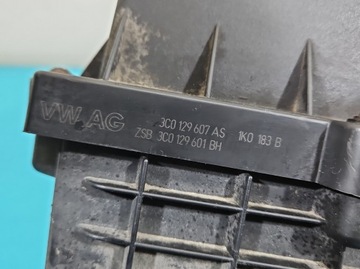 VW AG
3C0 129 607 AS 1K0 183 B
ZSB 3C0 129 601 BH